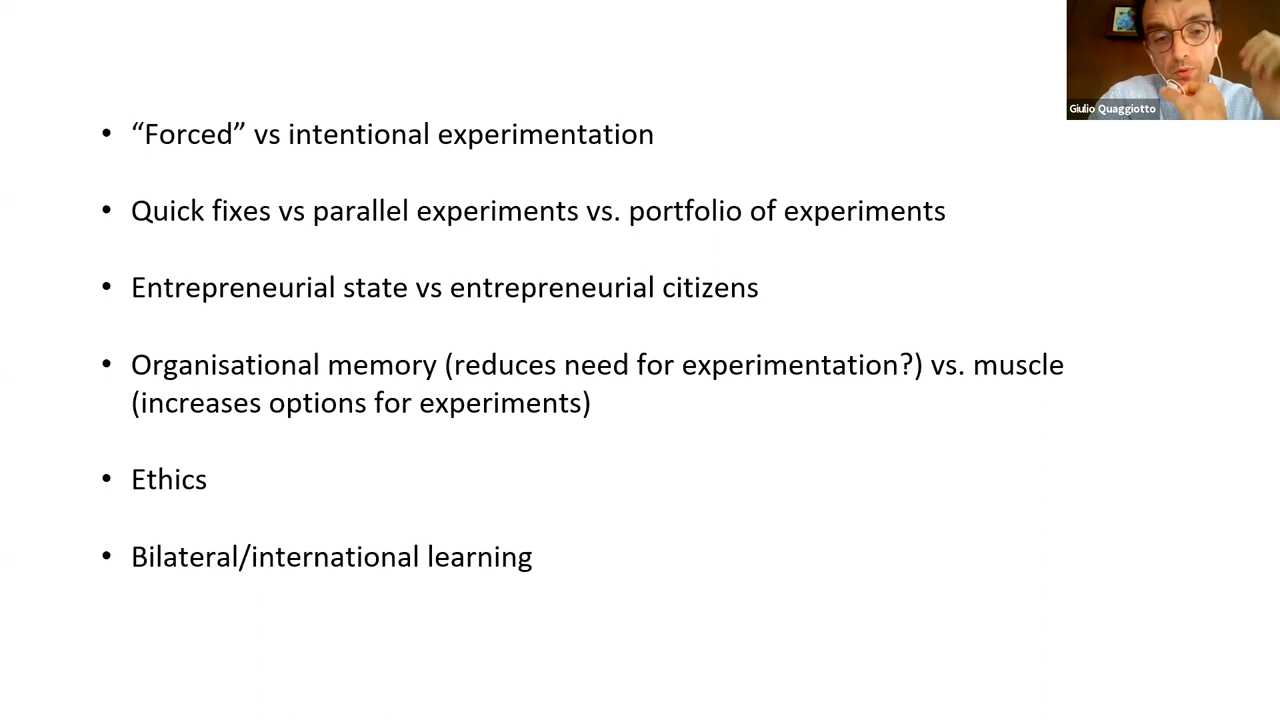 Giulio Quaggiotto
• “Forced” vs intentional experimentation
• Quick fixes vs parallel experiments vs. portfolio of experiments
• Entrepreneurial state vs entrepreneurial citizens
• Organisational memory (reduces need for experimentation?) vs. muscle
(increases options for experiments)
• Ethics
• Bilateral/international learning